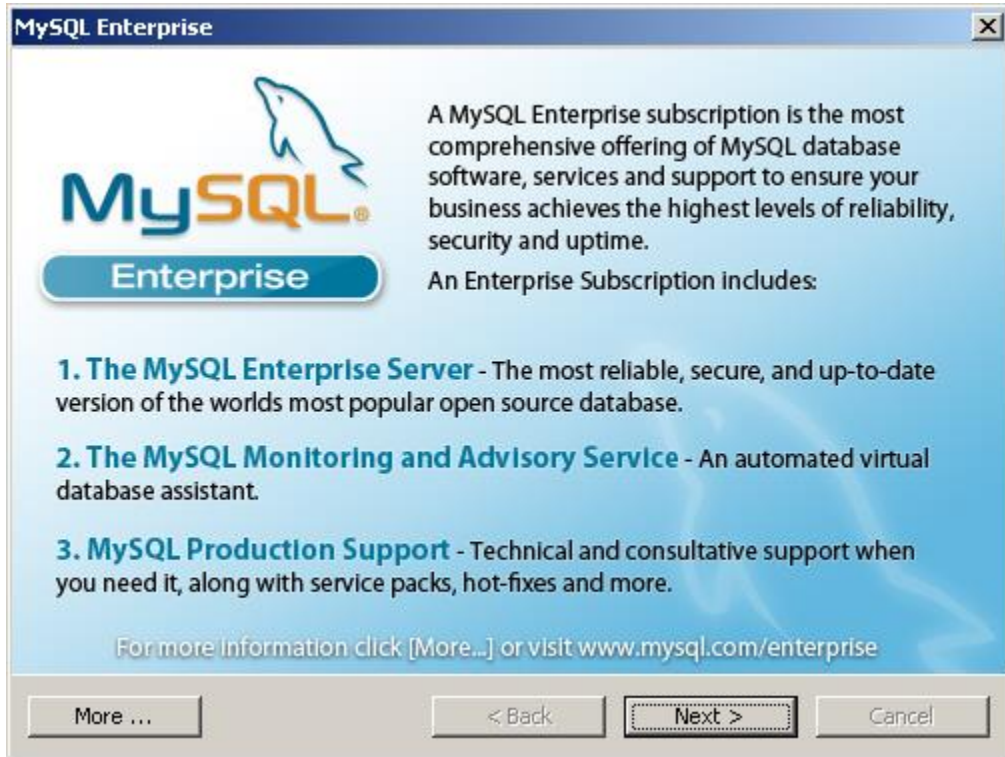 MySQL Enterprise
MySQL®
Enterprise
A MySQL Enterprise subscription is the most
comprehensive offering of MySQL database
software, services and support to ensure your
business achieves the highest levels of reliability,
security and uptime.
An Enterprise Subscription includes:
1. The MySQL Enterprise Server - The most reliable, secure, and up-to-date
version of the worlds most popular open source database.
2. The MySQL Monitoring and Advisory Service - An automated virtual
database assistant.
3. MySQL Production Support - Technical and consultative support when
you need it, along with service packs, hot-fixes and more.
For more information click [More...] or visit www.mysql.com/enterprise
More ... < Back Next > Cancel